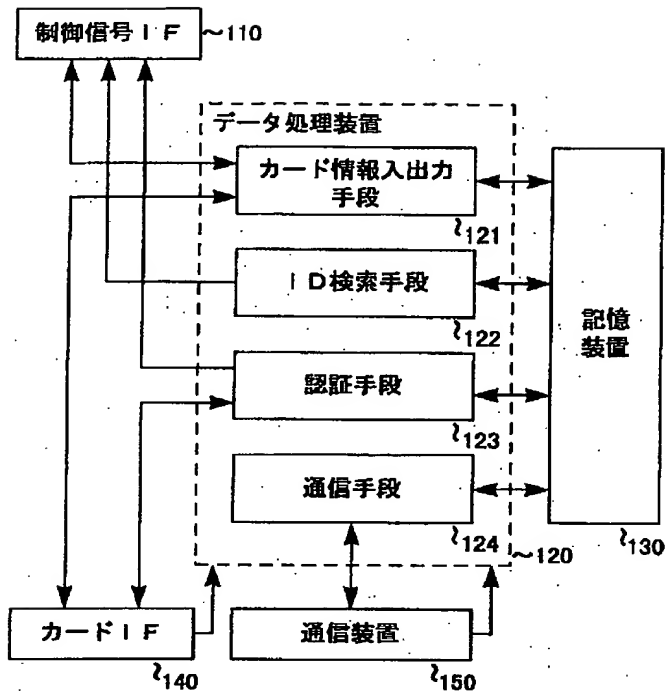 制御信号IF
~110
データ処理装置
カード情報入出力
手段
~121
ID検索手段
~122
認証手段
~123
通信手段
~124
~120
記憶
装置
~130
カードIF
~140
通信装置
~150